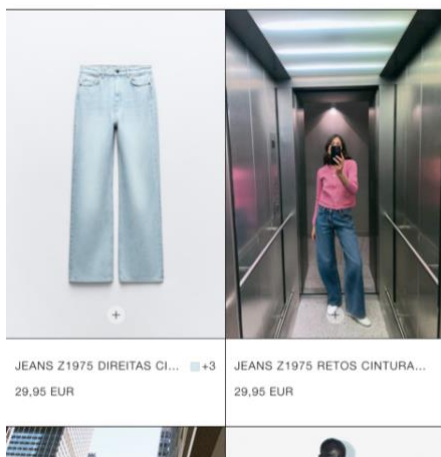 JEANS Z1975 DIREITAS CI... +3
29,95 EUR
JEANS Z1975 RETOS CINTURA...
29,95 EUR